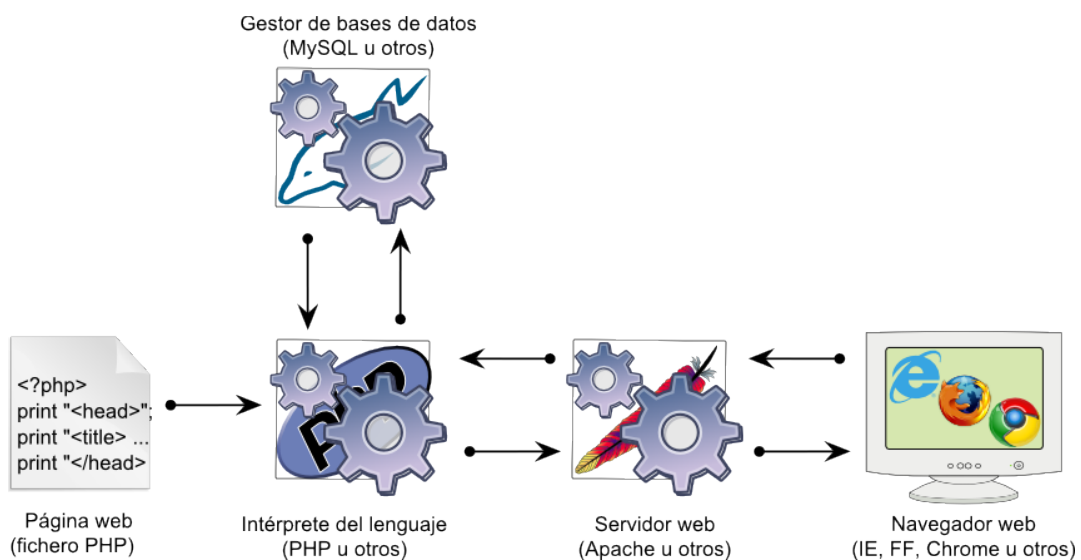 Gestor de bases de datos
(MySQL u otros)
<?php>
print "<head>";
print "<title> ...
print "</head>
PHP
Página web
(fichero PHP)
Intérprete del lenguaje
(PHP u otros)
Servidor web
(Apache u otros)
Navegador web
(IE, FF, Chrome u otros)